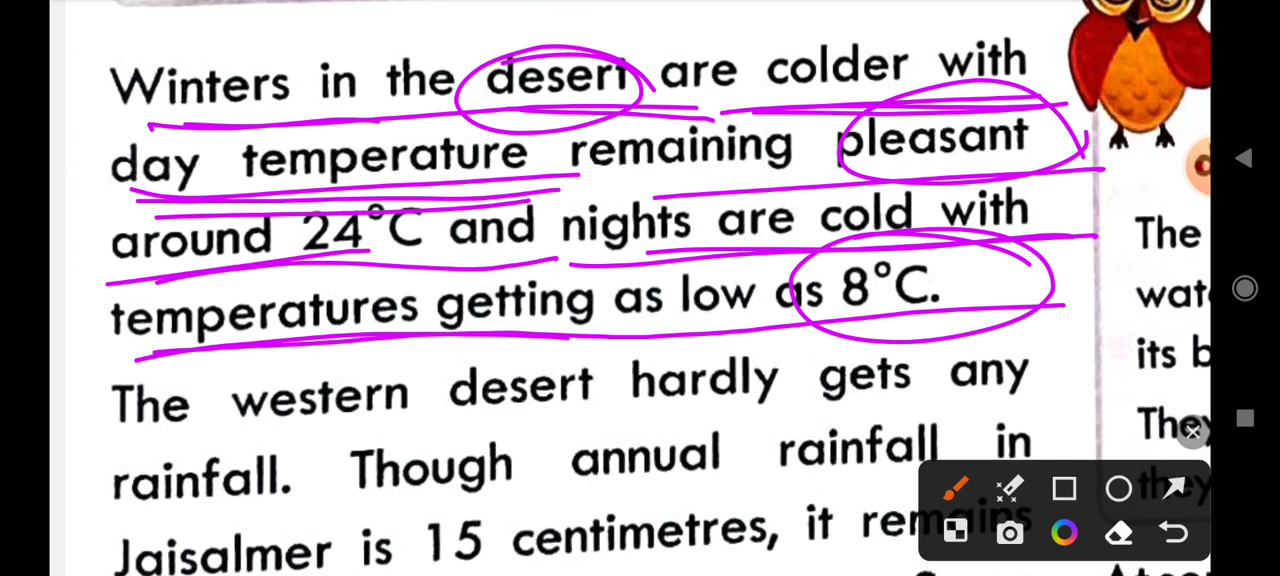 Winters in the desert are colder with
day temperature remaining pleasant
around 24°C and nights are cold with
temperatures getting as low as 8°C.
The western desert hardly gets any
rainfall. Though annual rainfall in
Jaisalmer is 15 centimetres, it remains
The
its b
They
they